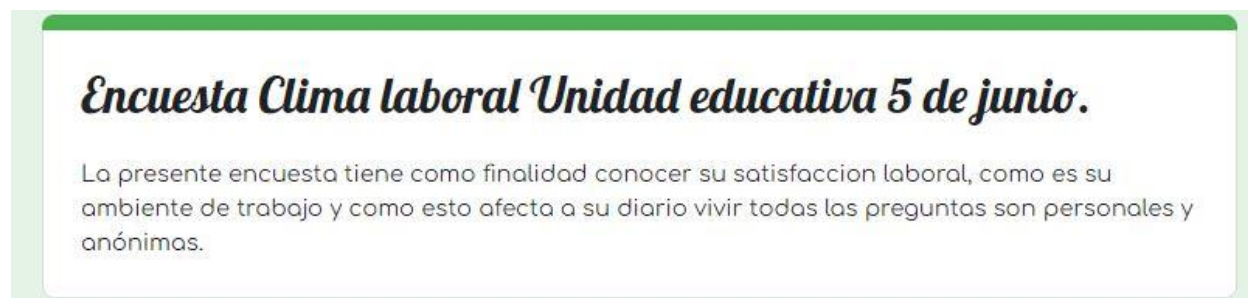 Encuesta Clima laboral Unidad educativa 5 de junio.
La presente encuesta tiene como finalidad conocer su satisfaccion laboral, como es su
ambiente de trabajo y como esto afecta a su diario vivir todas las preguntas son personales y
anónimas.